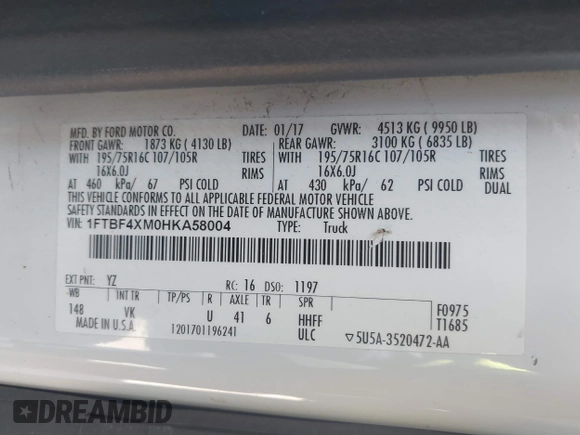 MFD. BY FORD MOTOR CO. 01/17 GVWR: 4513 KG ( 9950 LB)
FRONT GAWR: 1873 KG ( 4130 LB) REAR GAWR: 3100 KG ( 6835 LB)
WITH 195/75R16C 107/105R TIRES WITH 195/75R16C 107/105R TIRES
16X6.0J RIMS 16X6.0J RIMS
AT 460 kPa/ 67 PSI COLD AT 430 kPa/ 62 PSI COLD DUAL
THIS VEHICLE CONFORMS TO ALL APPLICABLE FEDERAL MOTOR VEHICLE
SAFETY STANDARDS IN EFFECT ON THE DATE OF MANUFACTURE SHOWN ABOVE.
VIN: 1FTBF4XM0HKA58004 TYPE: Truck
EXT PNT: YZ RC: 16 DSO: 1197
WB INT TR TP/PS R AXLE TR SPR F0975
148 VK U 41 6 HHFF T1685
MADE IN U.S.A. 1201701196241 ULC ▽5U5A-3520472-AA
DREAMBID